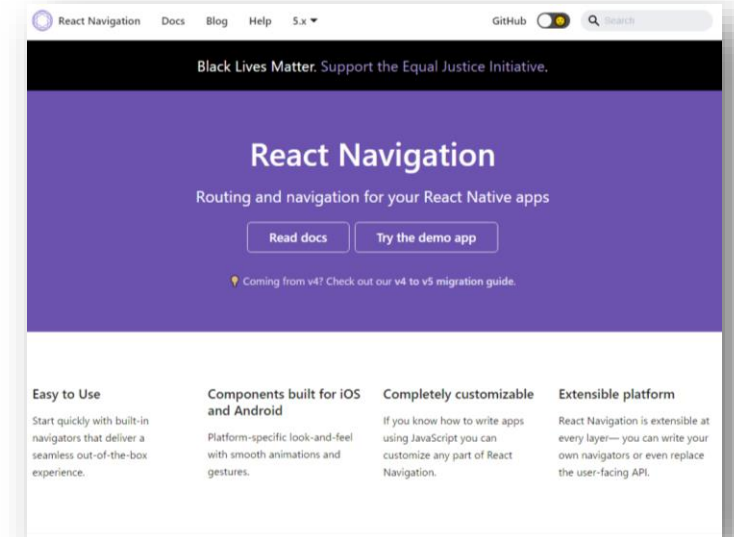 React Navigation Docs Blog Help 5.x GitHub Search
Black Lives Matter. Support the Equal Justice Initiative.
React Navigation
Routing and navigation for your React Native apps
Read docs Try the demo app
Coming from v4? Check out our v4 to v5 migration guide.
Easy to Use
Start quickly with built-in
navigators that deliver a
seamless out-of-the-box
experience.
Components built for iOS
and Android
Platform-specific look-and-feel
with smooth animations and
gestures.
Completely customizable
If you know how to write apps
using JavaScript you can
customize any part of React
Navigation.
Extensible platform
React Navigation is extensible at
every layer— you can write your
own navigators or even replace
the user-facing API.